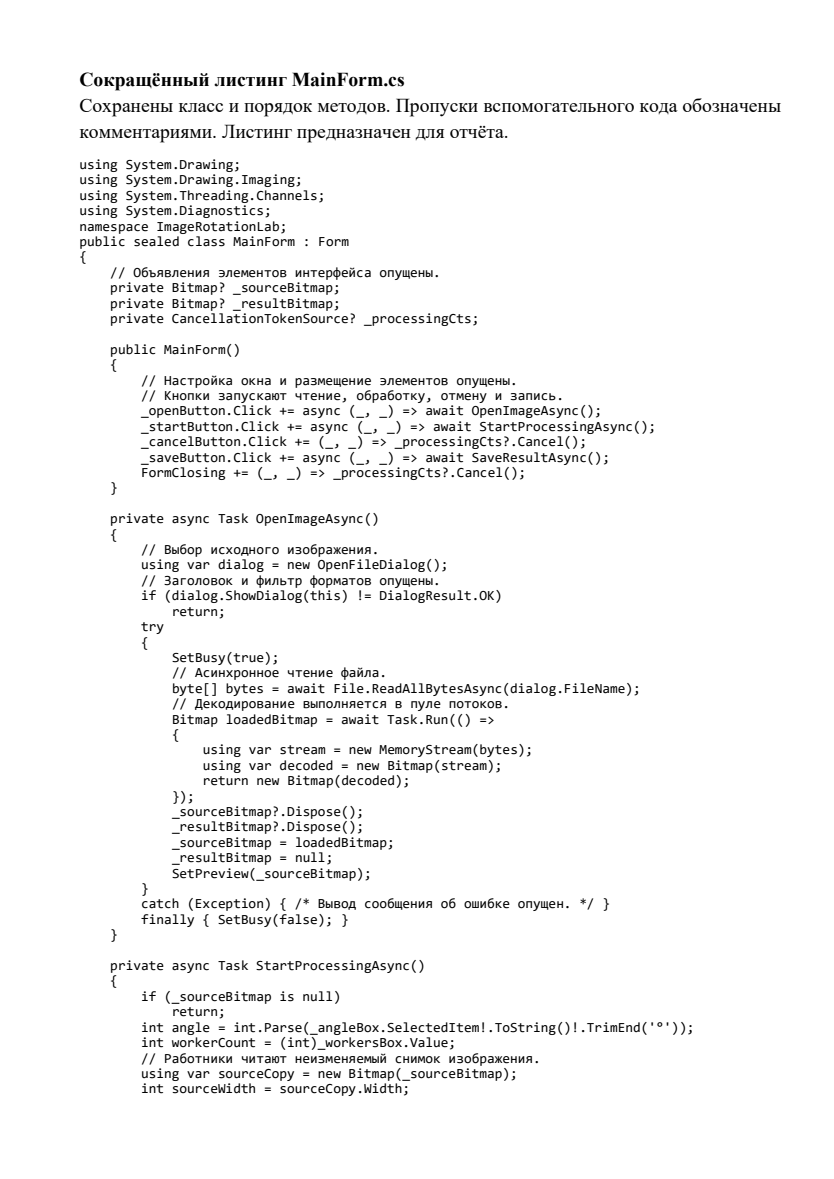 Сокращённый листинг MainForm.cs
Сохранены класс и порядок методов. Пропуски вспомогательного кода обозначены
комментариями. Листинг предназначен для отчёта.
using System.Drawing;
using System.Drawing.Imaging;
using System.Threading.Channels;
using System.Diagnostics;
namespace ImageRotationLab;
public sealed class MainForm : Form
{
    // Объявления элементов интерфейса опущены.
    private Bitmap? _sourceBitmap;
    private Bitmap? _resultBitmap;
    private CancellationTokenSource? _processingCts;

    public MainForm()
    {
        // Настройка окна и размещение элементов опущены.
        // Кнопки запускают чтение, обработку, отмену и запись.
        _openButton.Click += async (_, _) => await OpenImageAsync();
        _startButton.Click += async (_, _) => await StartProcessingAsync();
        _cancelButton.Click += (_, _) => _processingCts?.Cancel();
        _saveButton.Click += async (_, _) => await SaveResultAsync();
        FormClosing += (_, _) => _processingCts?.Cancel();
    }

    private async Task OpenImageAsync()
    {
        // Выбор исходного изображения.
        using var dialog = new OpenFileDialog();
        // Заголовок и фильтр форматов опущены.
        if (dialog.ShowDialog(this) != DialogResult.OK)
            return;
        try
        {
            SetBusy(true);
            // Асинхронное чтение файла.
            byte[] bytes = await File.ReadAllBytesAsync(dialog.FileName);
            // Декодирование выполняется в пуле потоков.
            Bitmap loadedBitmap = await Task.Run(() =>
            {
                using var stream = new MemoryStream(bytes);
                using var decoded = new Bitmap(stream);
                return new Bitmap(decoded);
            });
            _sourceBitmap?.Dispose();
            _resultBitmap?.Dispose();
            _sourceBitmap = loadedBitmap;
            _resultBitmap = null;
            SetPreview(_sourceBitmap);
        }
        catch (Exception) { /* Вывод сообщения об ошибке опущен. */ }
        finally { SetBusy(false); }
    }

    private async Task StartProcessingAsync()
    {
        if (_sourceBitmap is null)
            return;
        int angle = int.Parse(_angleBox.SelectedItem!.ToString()!.TrimEnd('°'));
        int workerCount = (int)_workersBox.Value;
        // Работники читают неизменяемый снимок изображения.
        using var sourceCopy = new Bitmap(_sourceBitmap);
        int sourceWidth = sourceCopy.Width;